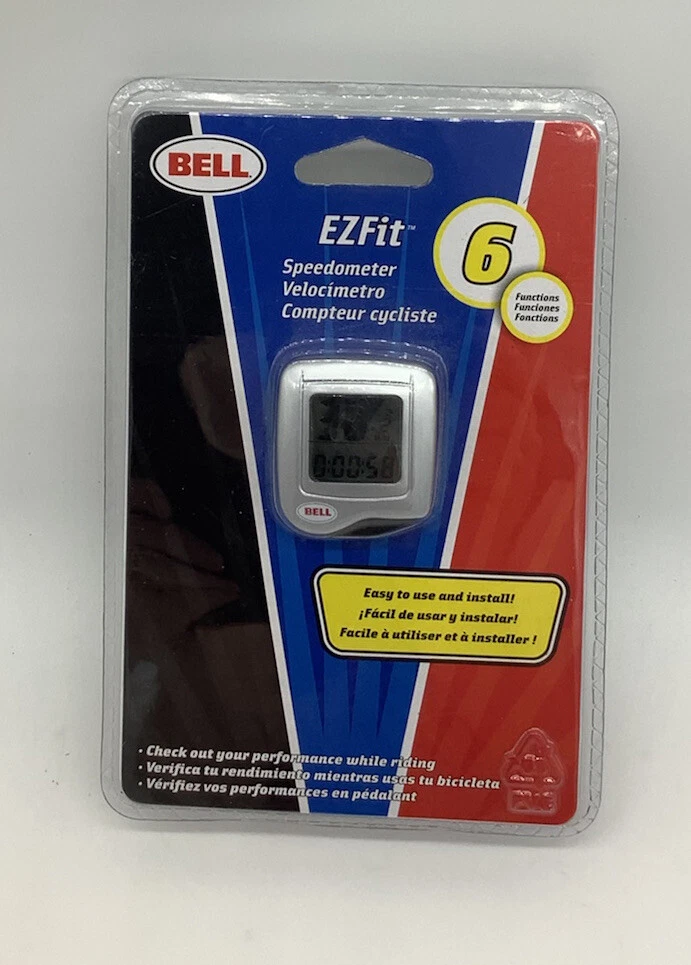 BELL
EZFit™
Speedometer
Velocímetro
Compteur cycliste
6
Functions
Funciones
Fonctions
0:00:58
BELL
Easy to use and install!
¡Fácil de usar y instalar!
Facile à utiliser et à installer !
· Check out your performance while riding
· Verifica tu rendimiento mientras usas tu bicicleta
· Vérifiez vos performances en pédalant